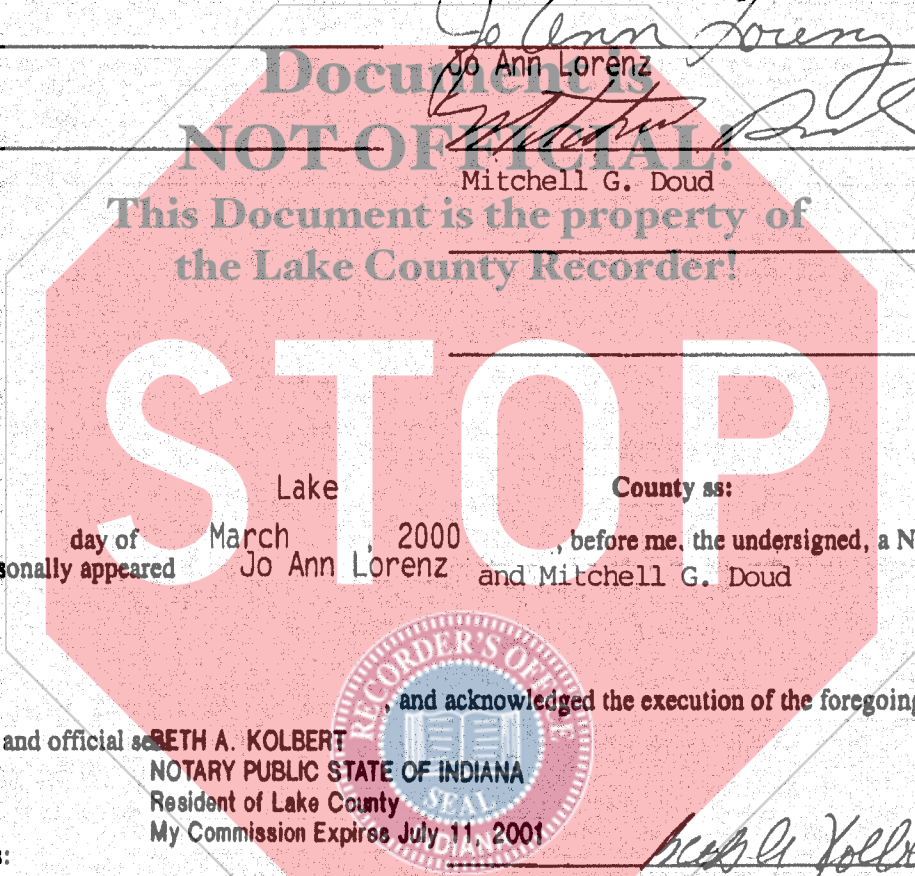 Jo Ann Lorenz
Document is
Jo Ann Lorenz
NOT OFFICIAL!
Mitchell G. Doud
This Document is the property of
the Lake County Recorder!
STOP
Lake County ss:
day of March, 2000, before me, the undersigned, a N
sonally appeared Jo Ann Lorenz and Mitchell G. Doud
RECORDER'S OFFICE
, and acknowledged the execution of the foregoing
and official se BETH A. KOLBERT
NOTARY PUBLIC STATE OF INDIANA
Resident of Lake County
SEAL
My Commission Expires July 11, 2001
INDIANA
s: